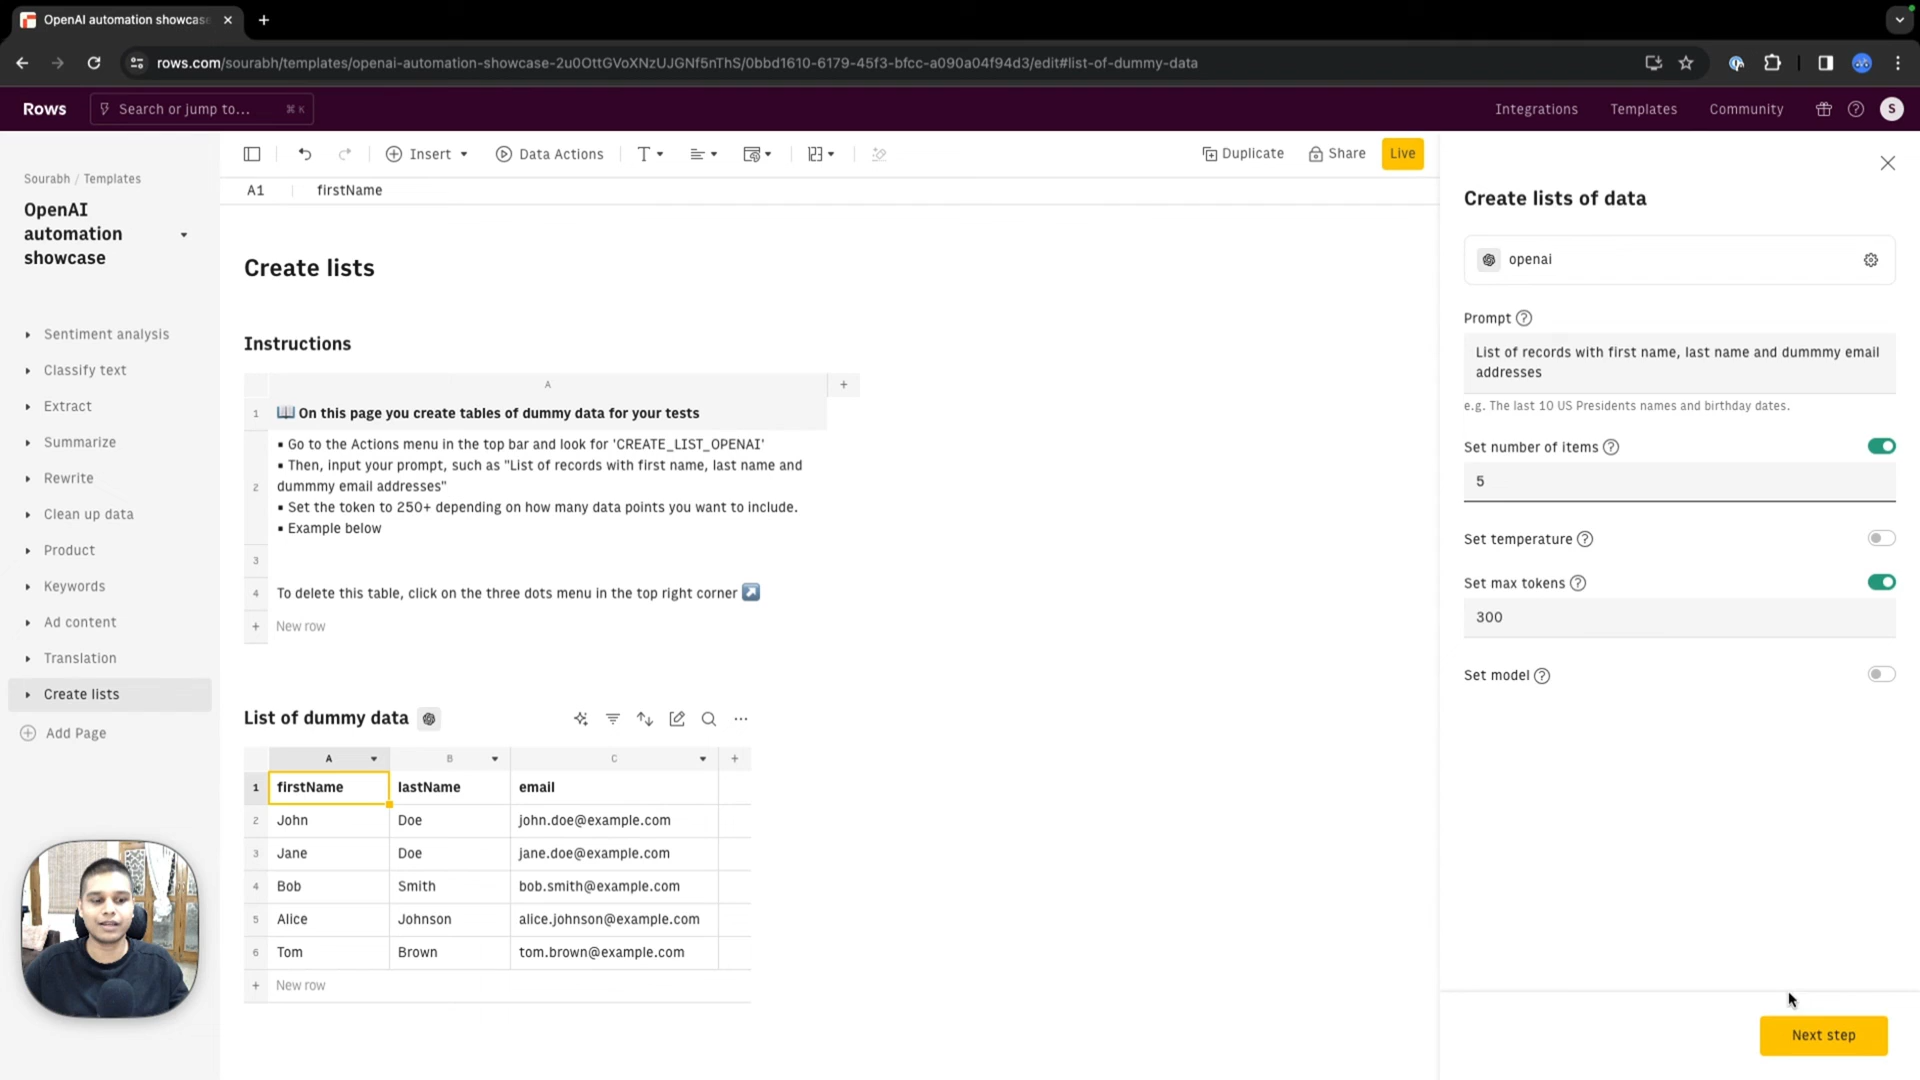 OpenAI automation showcas
rows.com/sourabh/templates/openai-automation-showcase-2u0OttGVoXNzUJGNf5nThS/0bbd1610-6179-45f3-bfcc-a090a04f94d3/edit#list-of-dummy-data
Rows
Search or jump to...
⌘ K
Integrations
Templates
Community
S
Sourabh / Templates
OpenAI
automation
showcase
Sentiment analysis
Classify text
Extract
Summarize
Rewrite
Clean up data
Product
Keywords
Ad content
Translation
Create lists
Add Page
Insert
Data Actions
T
Duplicate
Share
Live
A1
firstName
Create lists
Instructions
A
+
1 📖 On this page you create tables of dummy data for your tests
▪ Go to the Actions menu in the top bar and look for 'CREATE_LIST_OPENAI'
▪ Then, input your prompt, such as "List of records with first name, last name and
2 dummmy email addresses"
▪ Set the token to 250+ depending on how many data points you want to include.
▪ Example below
3
4 To delete this table, click on the three dots menu in the top right corner ↗️
+ New row
List of dummy data
A B C +
1 firstName lastName email
2 John Doe john.doe@example.com
3 Jane Doe jane.doe@example.com
4 Bob Smith bob.smith@example.com
5 Alice Johnson alice.johnson@example.com
6 Tom Brown tom.brown@example.com
+ New row
Create lists of data
openai
Prompt
List of records with first name, last name and dummmy email
addresses
e.g. The last 10 US Presidents names and birthday dates.
Set number of items
5
Set temperature
Set max tokens
300
Set model
Next step